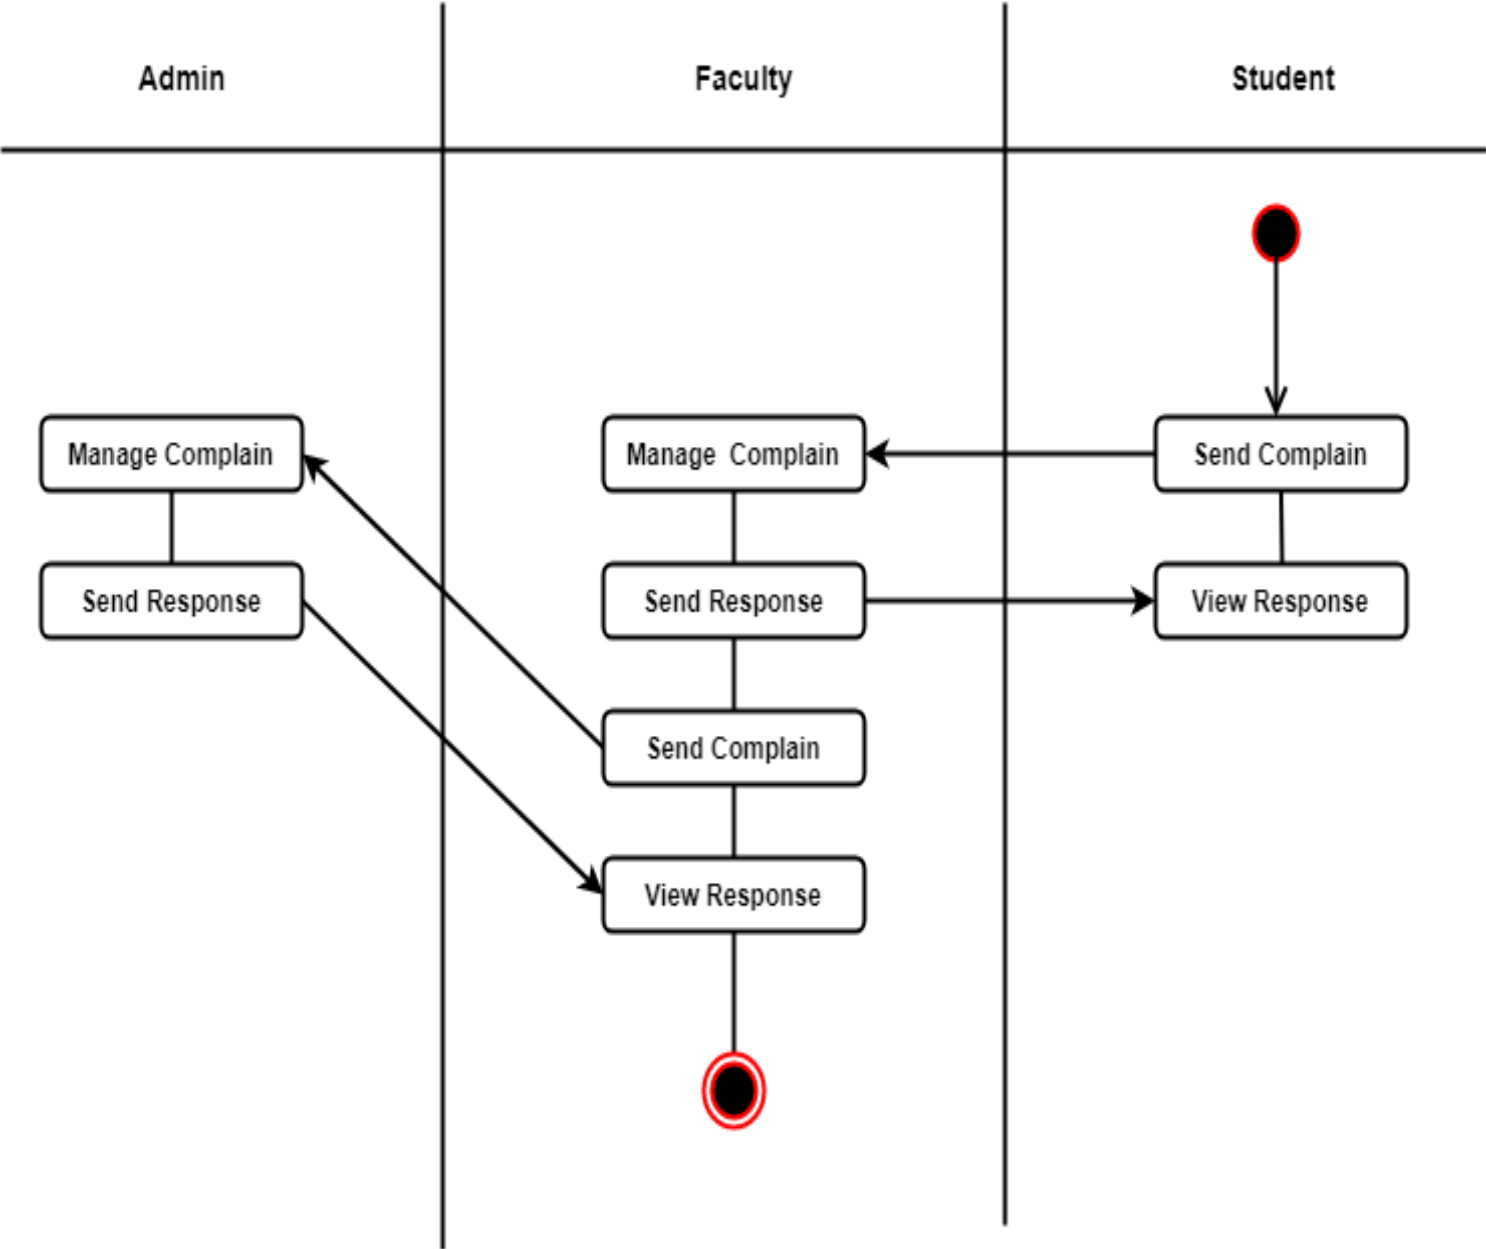 Admin
Faculty
Student
Manage Complain
Manage  Complain
Send Complain
Send Response
Send Response
View Response
Send Complain
View Response